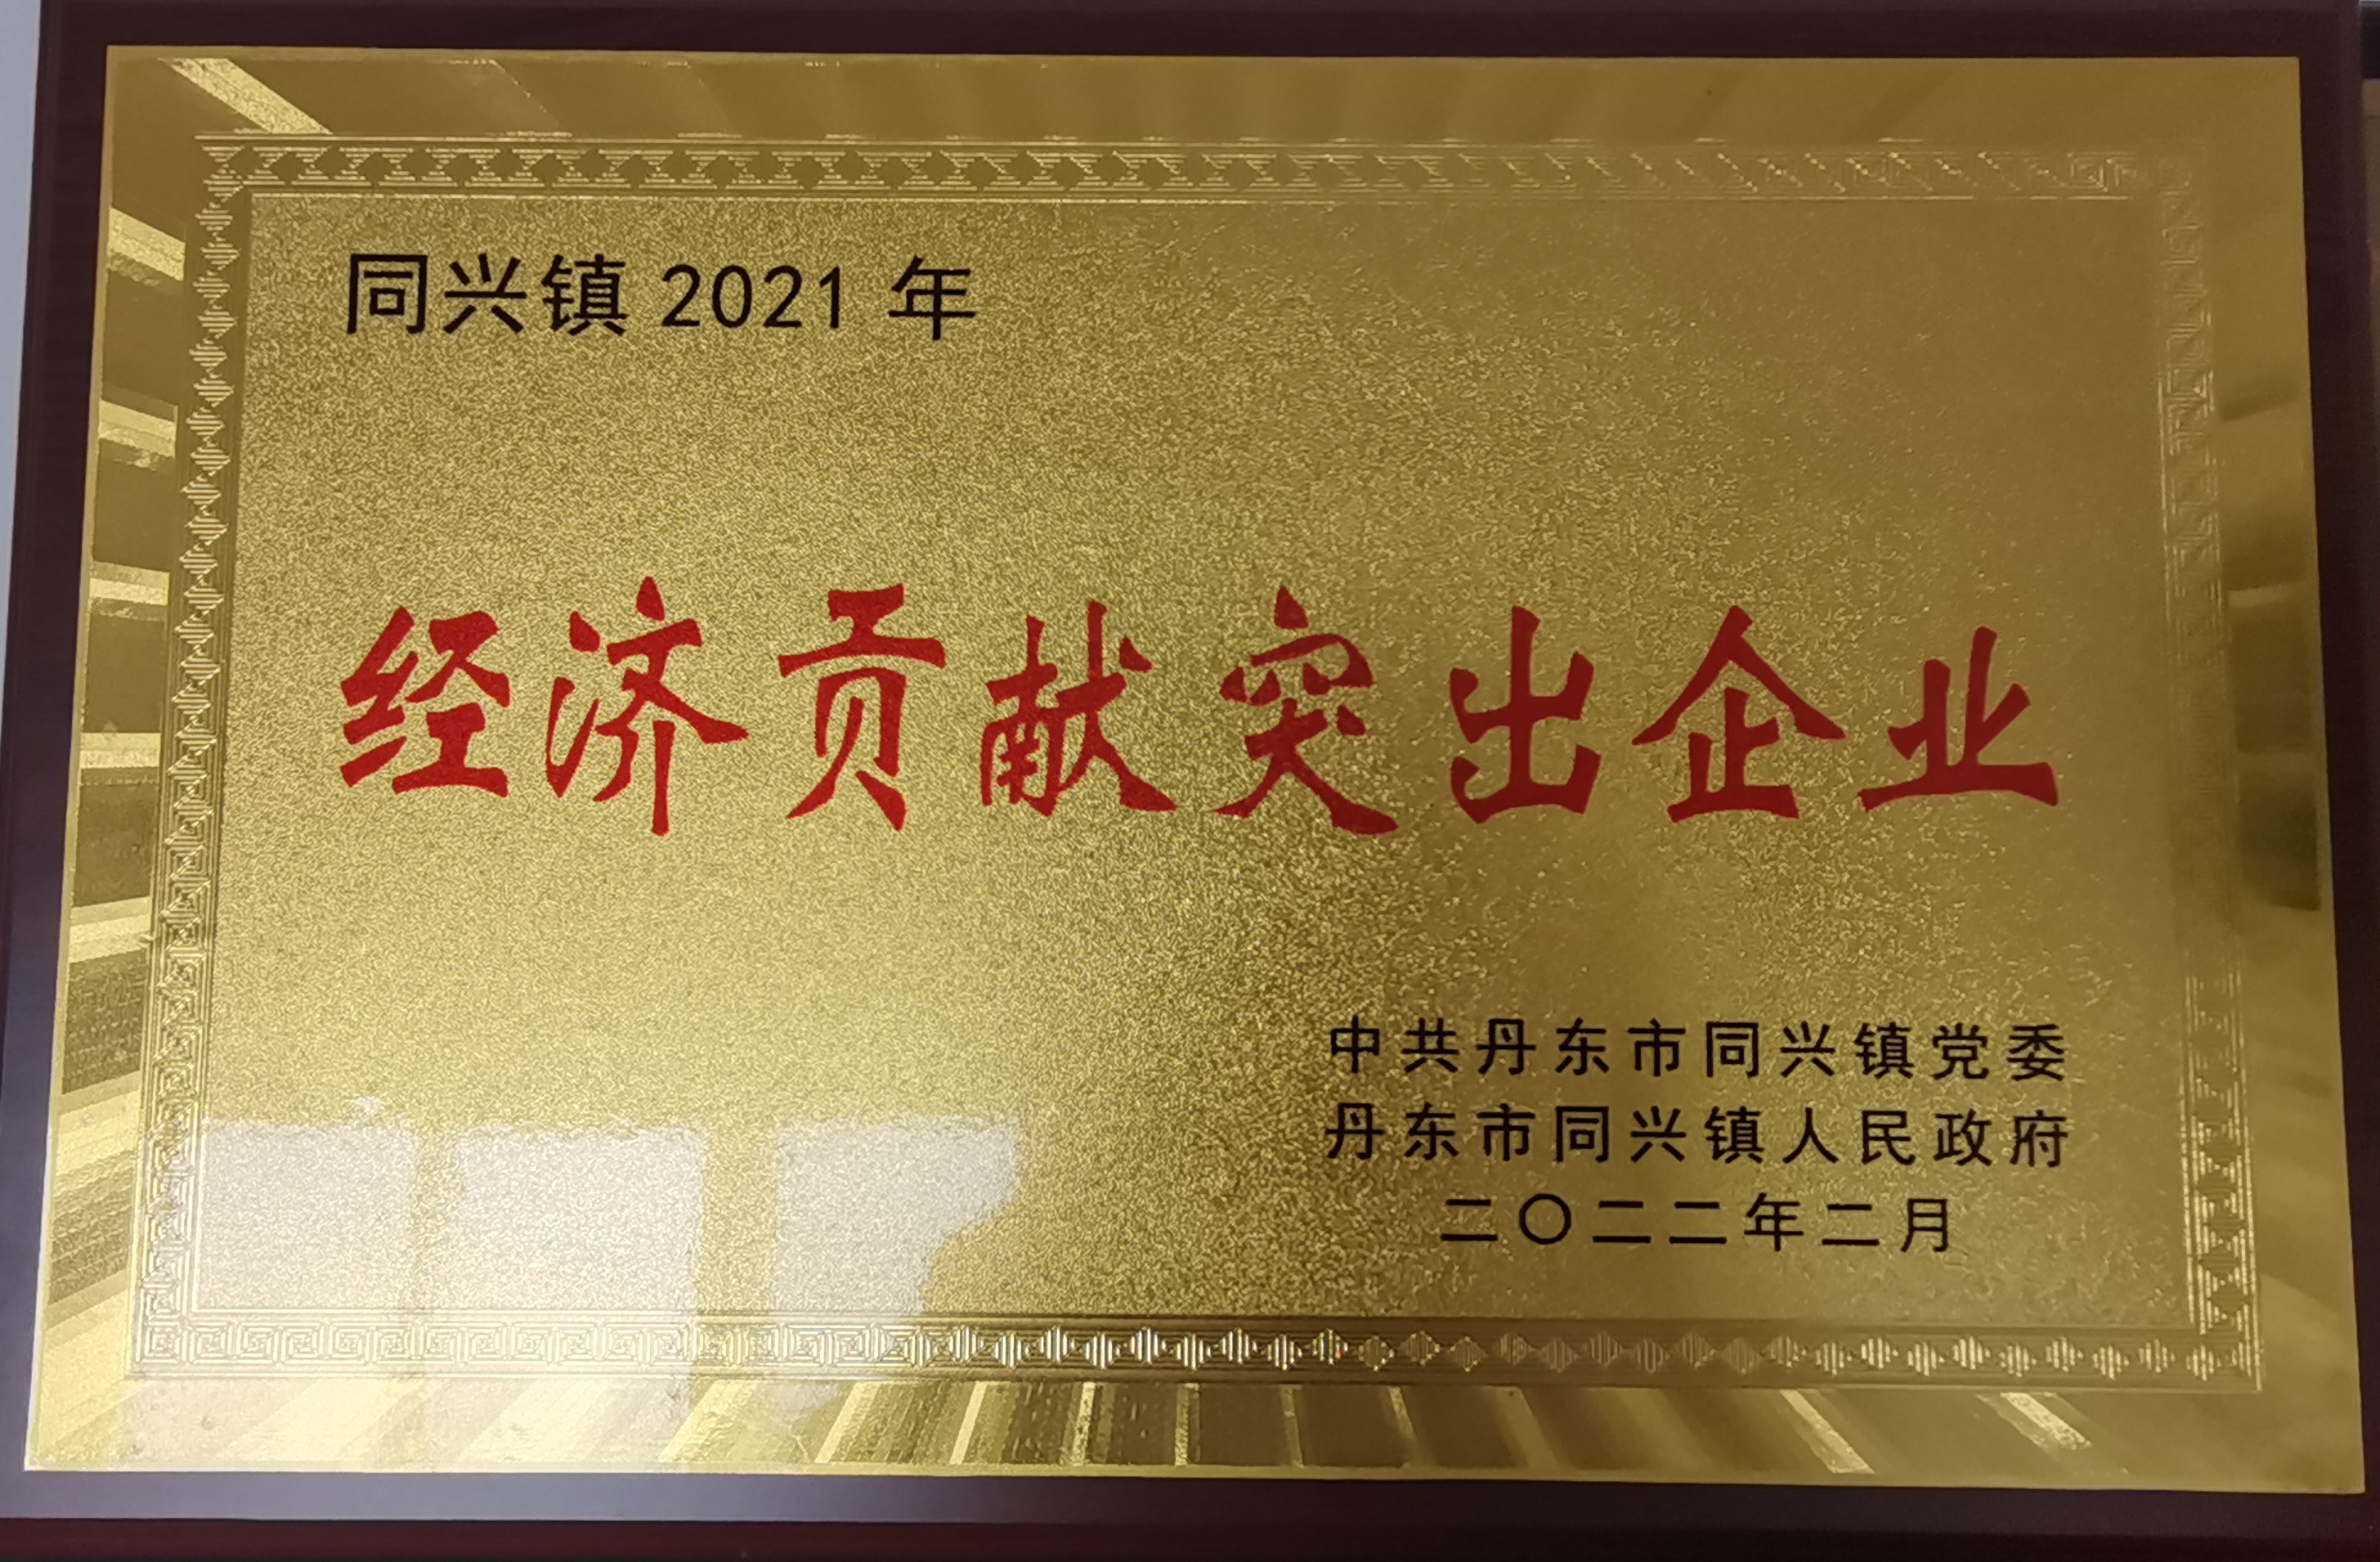 同兴镇 2021 年
经济贡献突出企业
中共丹东市同兴镇党委
丹东市同兴镇人民政府
二〇二二年二月